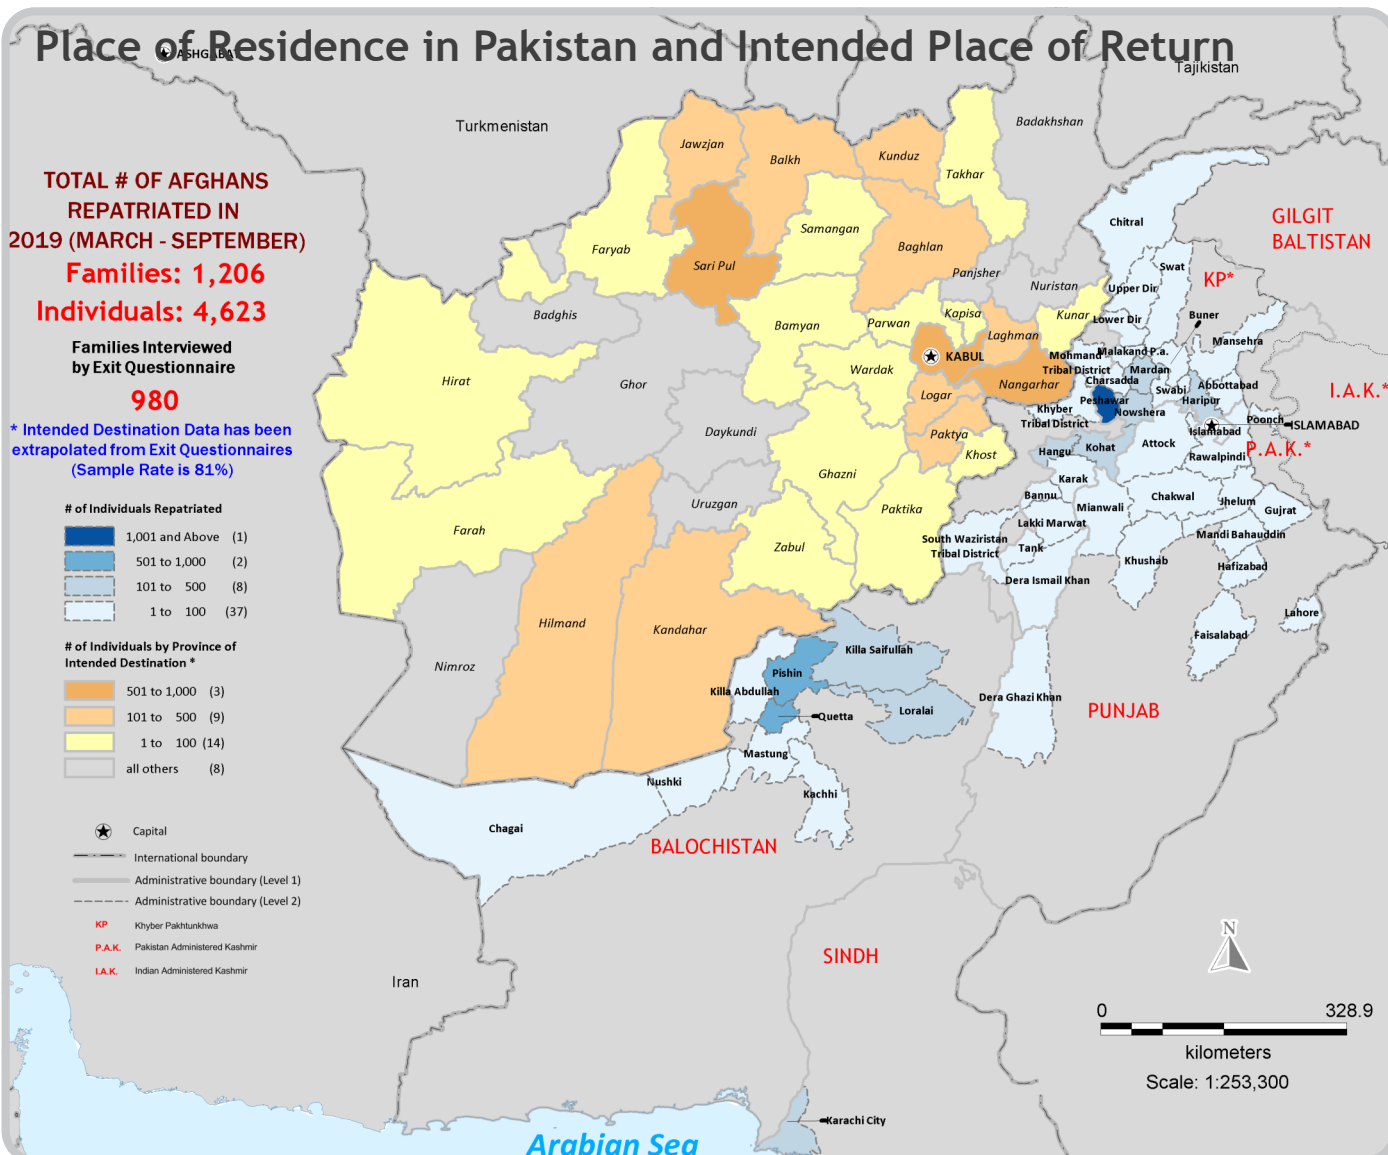 Place of Residence in Pakistan and Intended Place of Return
ASHGABAT
Tajikistan
Turkmenistan
Badakhshan
TOTAL # OF AFGHANS
REPATRIATED IN
2019 (MARCH - SEPTEMBER)
Families: 1,206
Individuals: 4,623
Families Interviewed
by Exit Questionnaire
980
* Intended Destination Data has been
extrapolated from Exit Questionnaires
(Sample Rate is 81%)
# of Individuals Repatriated
1,001 and Above (1)
501 to 1,000 (2)
101 to 500 (8)
1 to 100 (37)
# of Individuals by Province of
Intended Destination *
501 to 1,000 (3)
101 to 500 (9)
1 to 100 (14)
all others (8)
Capital
International boundary
Administrative boundary (Level 1)
Administrative boundary (Level 2)
KP Khyber Pakhtunkhwa
P.A.K. Pakistan Administered Kashmir
I.A.K. Indian Administered Kashmir
Jawzjan
Balkh
Kunduz
Takhar
Faryab
Sari Pul
Samangan
Baghlan
Panjsher
Nuristan
Badghis
Bamyan
Parwan
Kapisa
Laghman
Kunar
Hirat
Ghor
Wardak
KABUL
Nangarhar
Logar
Daykundi
Paktya
Khost
Ghazni
Uruzgan
Paktika
Farah
Zabul
Hilmand
Kandahar
Nimroz
Chitral
GILGIT
BALTISTAN
Swat
KP*
Upper Dir
Buner
Lower Dir
Mansehra
Malakand P.a.
Mohmand
Tribal District
Mardan
Charsadda
Abbottabad
Swabi
Haripur
I.A.K.*
Peshawar
Nowshera
Khyber
Tribal District
Poonch
ISLAMABAD
Islamabad
Attock
P.A.K.*
Hangu
Kohat
Rawalpindi
Karak
Bannu
Mianwali
Chakwal
Jhelum
Gujrat
Lakki Marwat
Mandi Bahauddin
South Waziristan
Tribal District
Tank
Khushab
Hafizabad
Dera Ismail Khan
Lahore
Faisalabad
Killa Saifullah
Pishin
Killa Abdullah
Loralai
Quetta
Dera Ghazi Khan
PUNJAB
Mastung
Nushki
Kachhi
Chagai
BALOCHISTAN
SINDH
Iran
Karachi City
Arabian Sea
N
0 328.9
kilometers
Scale: 1:253,300